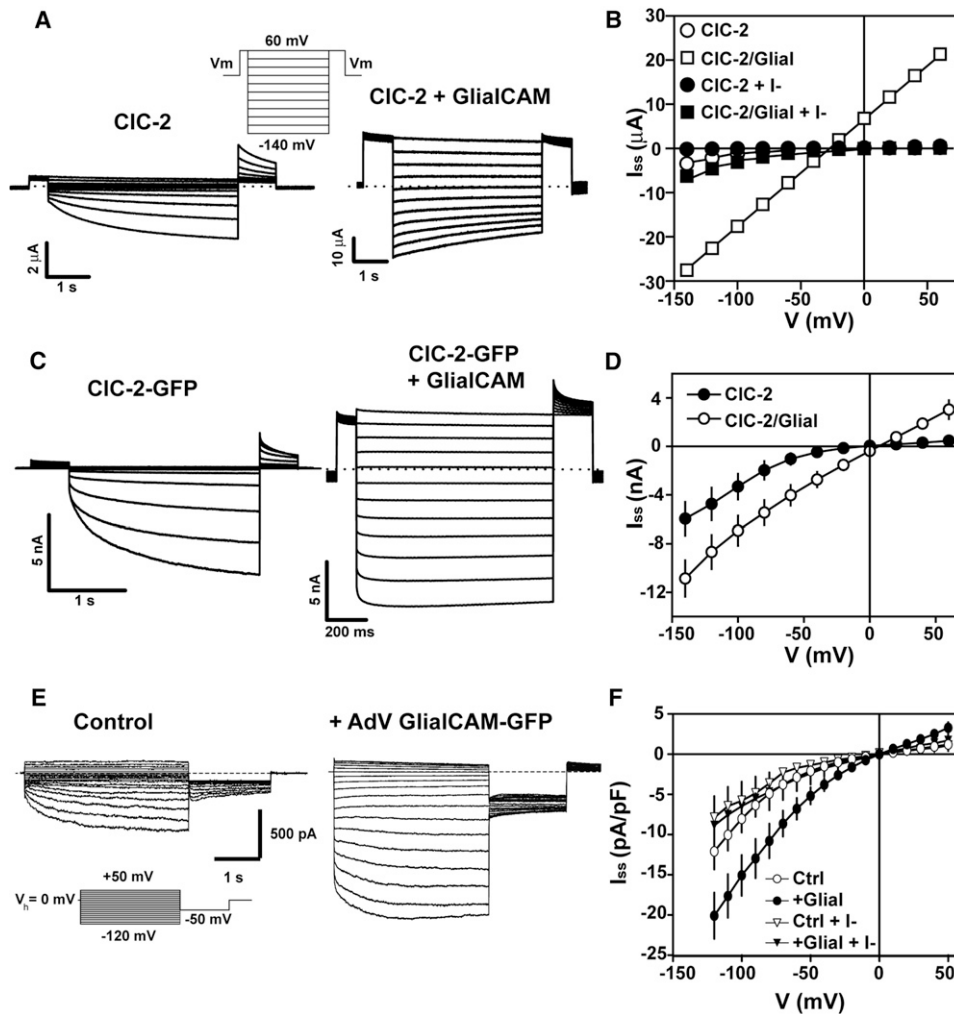 A
ClC-2
60 mV
Vm
Vm
-140 mV
ClC-2 + GlialCAM
2 µA
1 s
10 µA
1 s
B
ClC-2
ClC-2/Glial
ClC-2 + I-
ClC-2/Glial + I-
Iss (µA)
30
20
10
0
-10
-20
-30
-150
-100
-50
0
50
V (mV)
C
ClC-2-GFP
ClC-2-GFP
+ GlialCAM
5 nA
1 s
5 nA
200 ms
D
ClC-2
ClC-2/Glial
Iss (nA)
4
0
-4
-8
-12
-150
-100
-50
0
50
V (mV)
E
Control
+ AdV GlialCAM-GFP
500 pA
1 s
+50 mV
Vh= 0 mV
-50 mV
-120 mV
F
Iss (pA/pF)
5
0
-5
-10
-15
-20
-25
Ctrl
+Glial
Ctrl + I-
+Glial + I-
-150
-100
-50
0
50
V (mV)